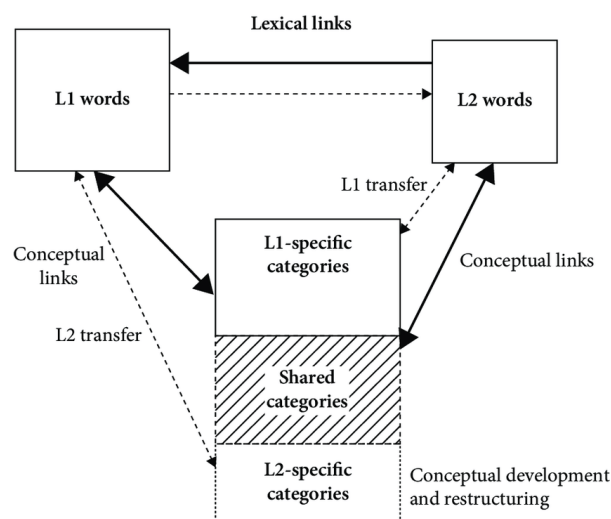 Lexical links
L1 words
L2 words
L1 transfer
L1-specific
categories
Conceptual
links
Conceptual links
L2 transfer
Shared
categories
L2-specific
categories
Conceptual development
and restructuring